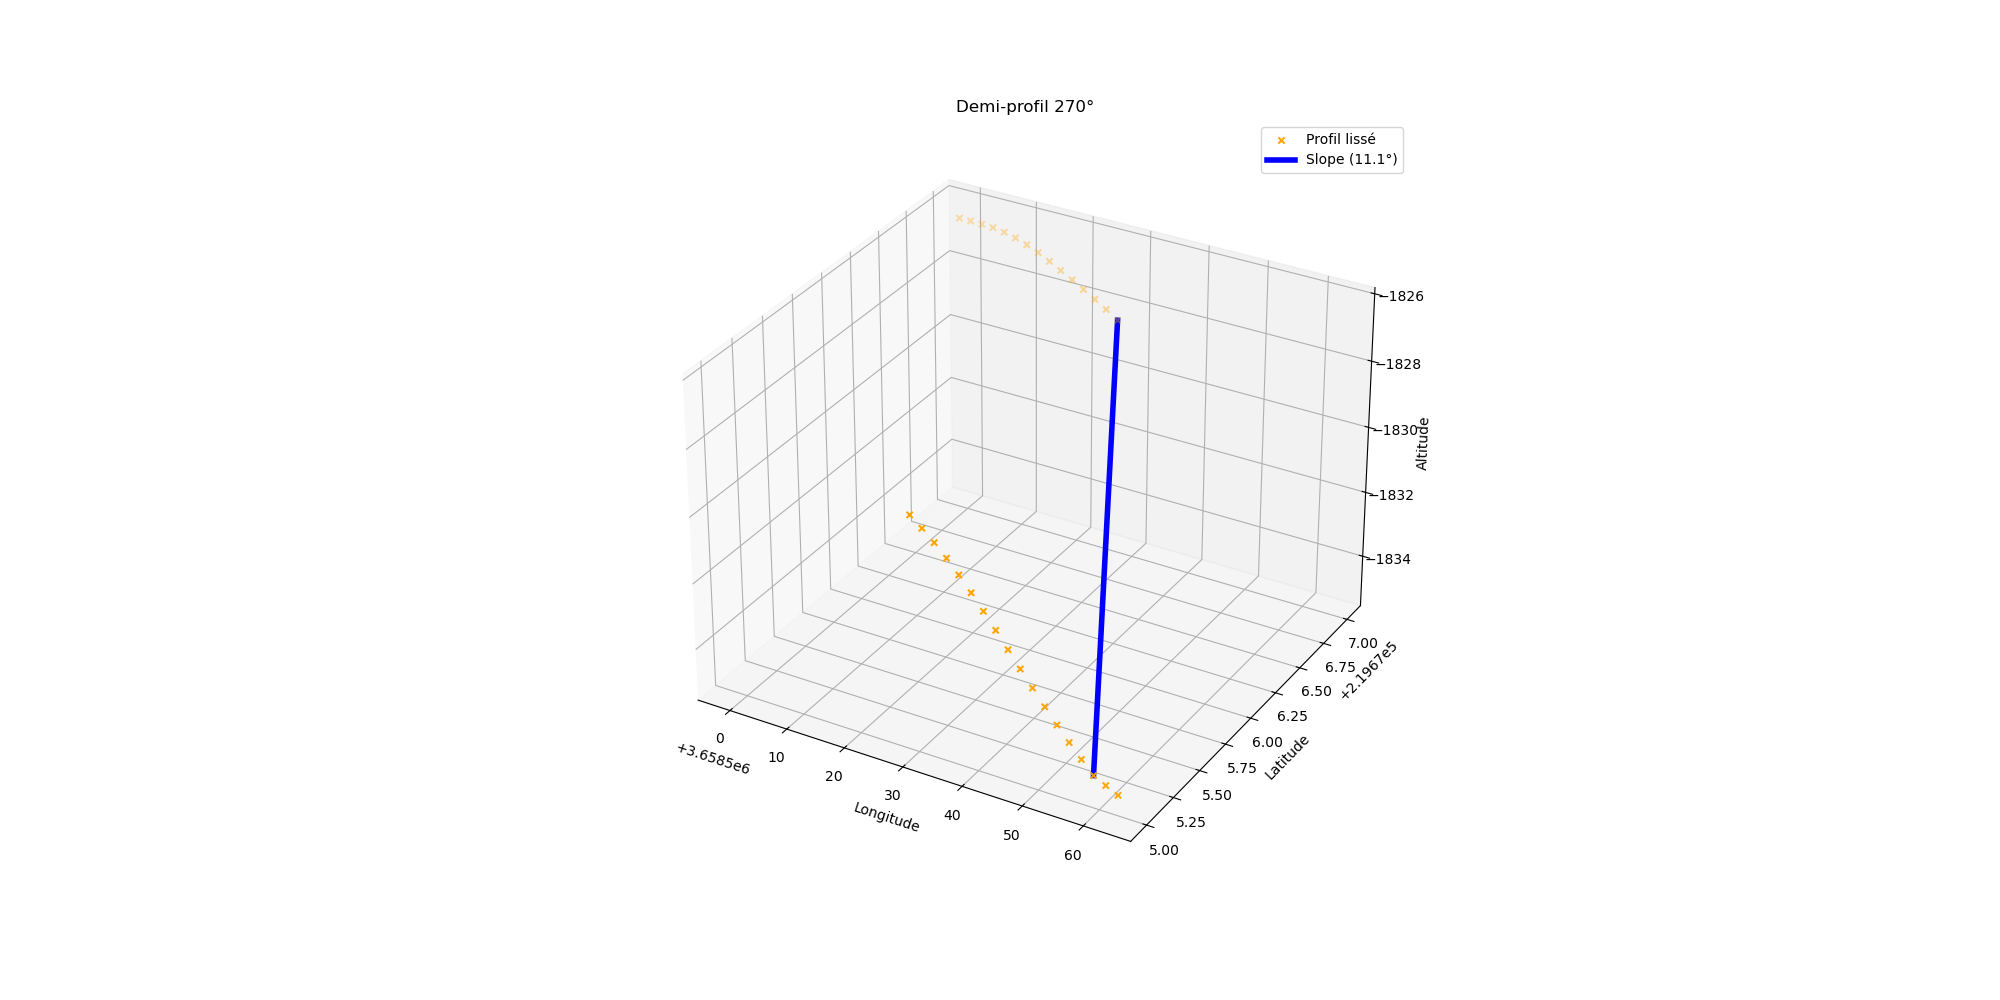 Demi-profil 270°
Profil lissé
Slope (11.1°)
−1826
−1828
−1830
−1832
−1834
Altitude
7.00
6.75
6.50
6.25
6.00
5.75
5.50
5.25
5.00
+2.1967e5
Latitude
0
10
20
30
40
50
60
+3.6585e6
Longitude